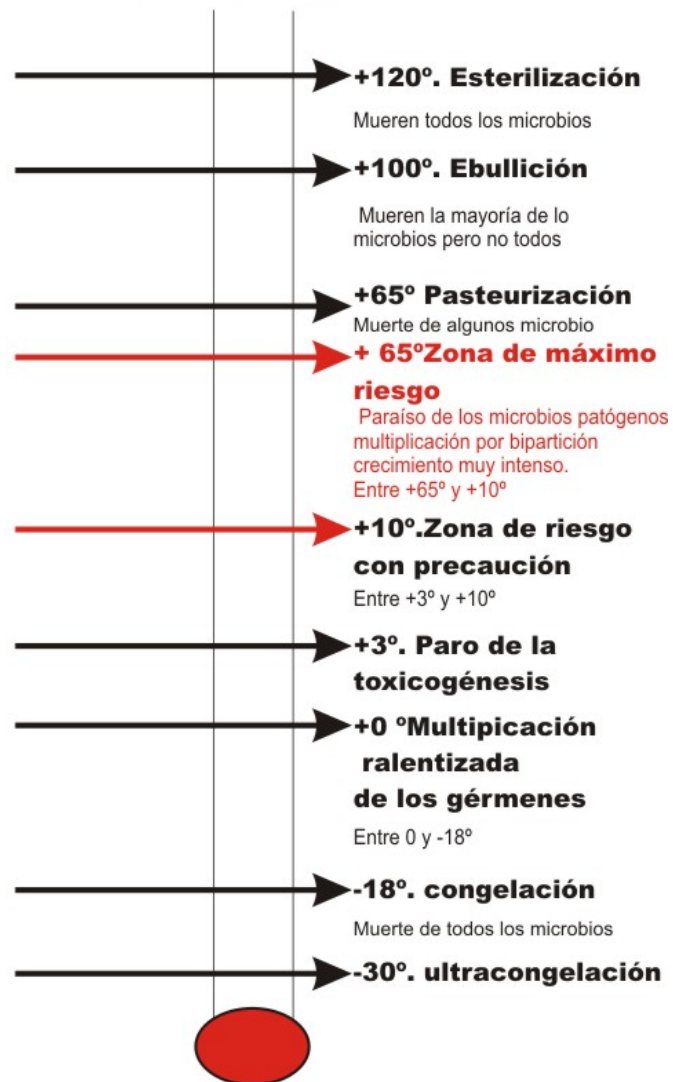 +120º. Esterilización
Mueren todos los microbios
+100º. Ebullición
Mueren la mayoría de lo
microbios pero no todos
+65º Pasteurización
Muerte de algunos microbio
+ 65ºZona de máximo
riesgo
Paraíso de los microbios patógenos
multiplicación por bipartición
crecimiento muy intenso.
Entre +65º y +10º
+10º.Zona de riesgo
con precaución
Entre +3º y +10º
+3º. Paro de la
toxicogénesis
+0 ºMultipicación
ralentizada
de los gérmenes
Entre 0 y -18º
-18º. congelación
Muerte de todos los microbios
-30º. ultracongelación